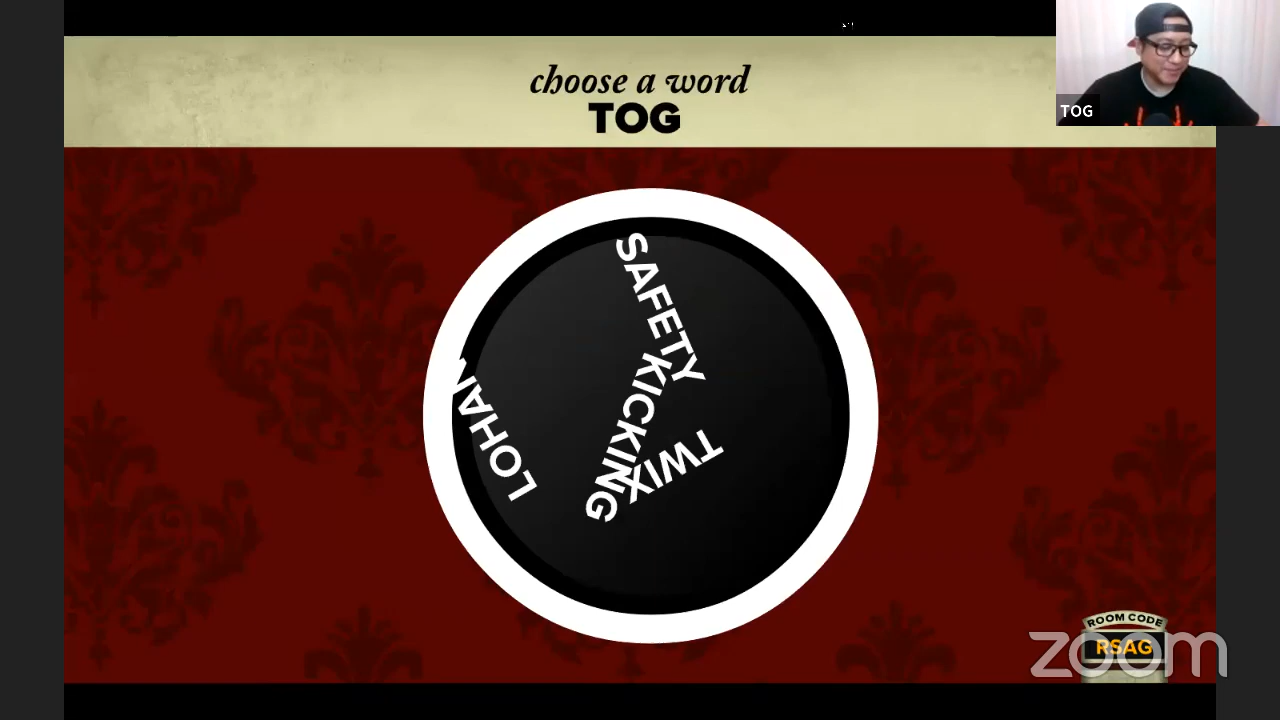 choose a word
TOG
TOG
SAFETY
KICKING
TWIX
LOHAN
ROOM CODE
RSAG
zoom